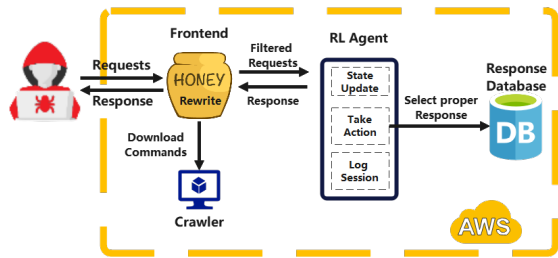 Frontend
RL Agent
Requests
Response
HONEY
Rewrite
Filtered
Requests
Response
State
Update
Take
Action
Log
Session
Select proper
Response
Response
Database
DB
Download
Commands
Crawler
AWS